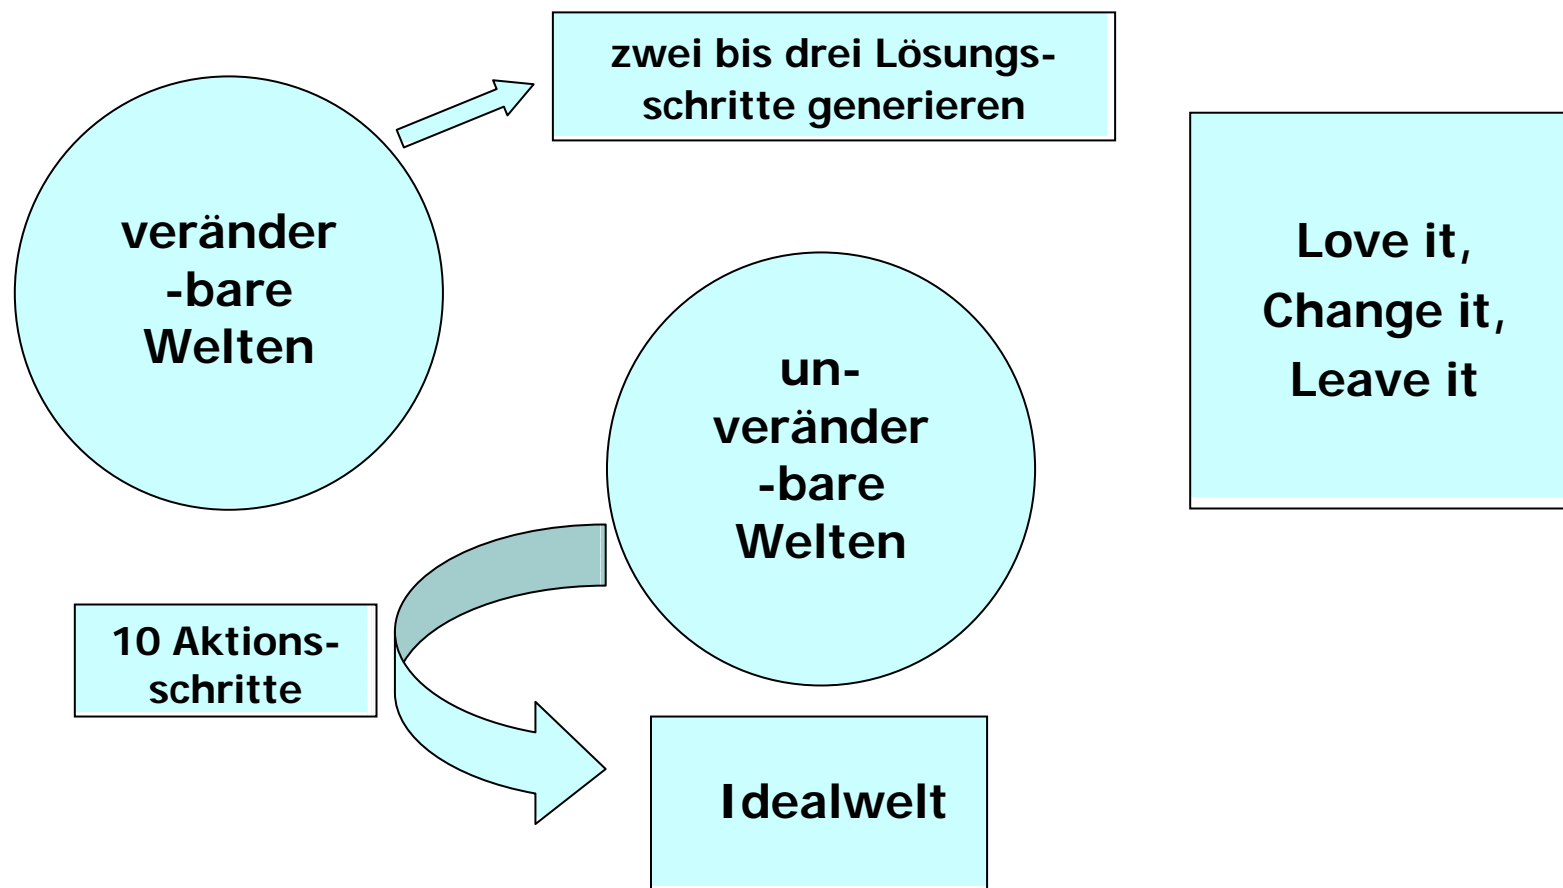 zwei bis drei Lösungs-
schritte generieren
veränder
-bare
Welten
Love it,
Change it,
Leave it
un-
veränder
-bare
Welten
10 Aktions-
schritte
Idealwelt